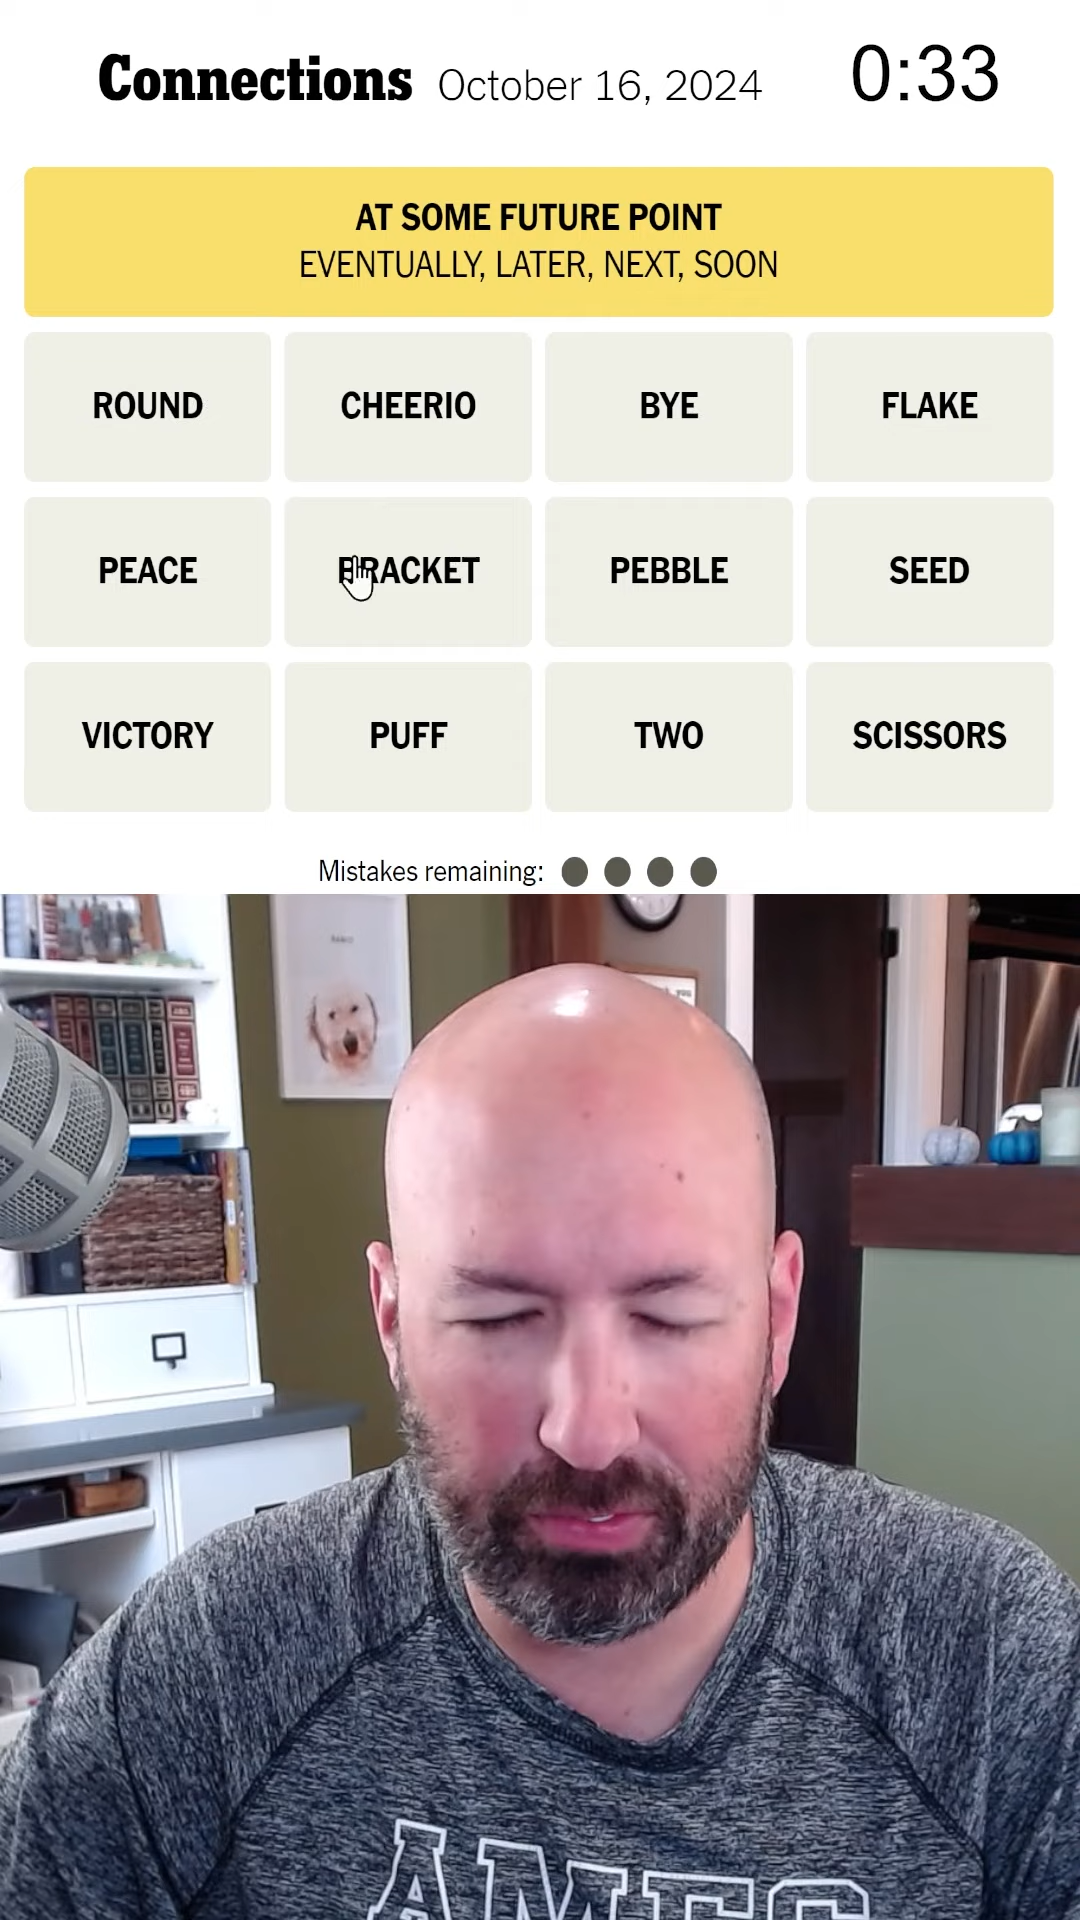 Connections October 16, 2024 0:33
AT SOME FUTURE POINT
EVENTUALLY, LATER, NEXT, SOON
ROUND CHEERIO BYE FLAKE
PEACE BRACKET PEBBLE SEED
VICTORY PUFF TWO SCISSORS
Mistakes remaining:
AMES